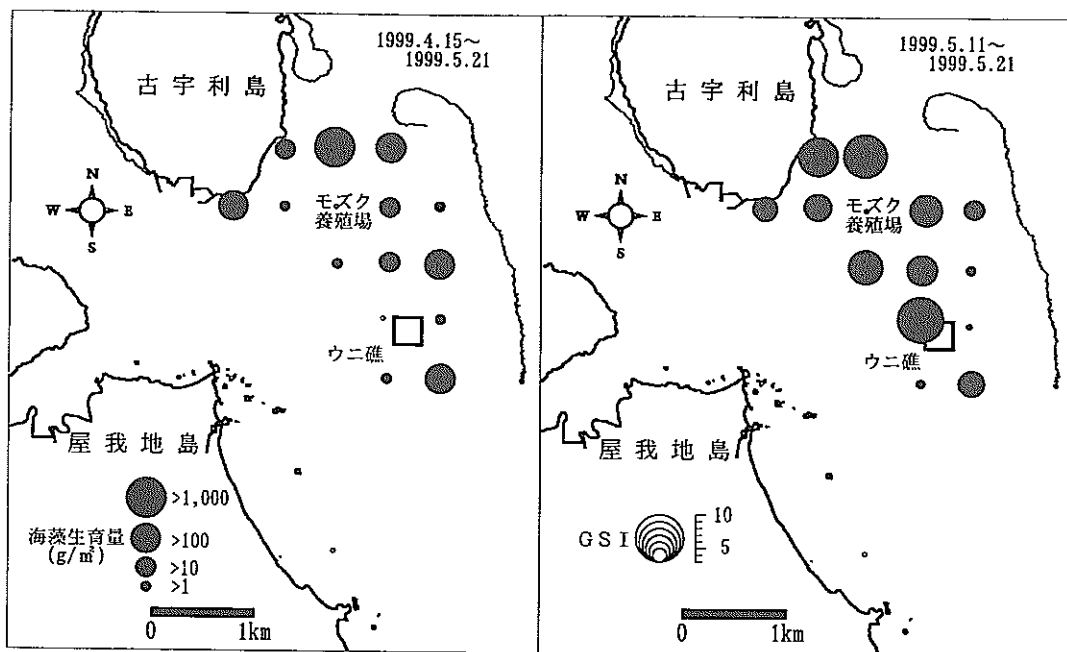 1999.4.15～
1999.5.21
古宇利島
N
W
E
S
モズク
養殖場
ウニ礁
屋我地島
>1,000
海藻生育量
(g/㎡)
>100
>10
>1
0
1km
1999.5.11～
1999.5.21
古宇利島
N
W
E
S
モズク
養殖場
ウニ礁
屋我地島
GSI
10
5
0
1km